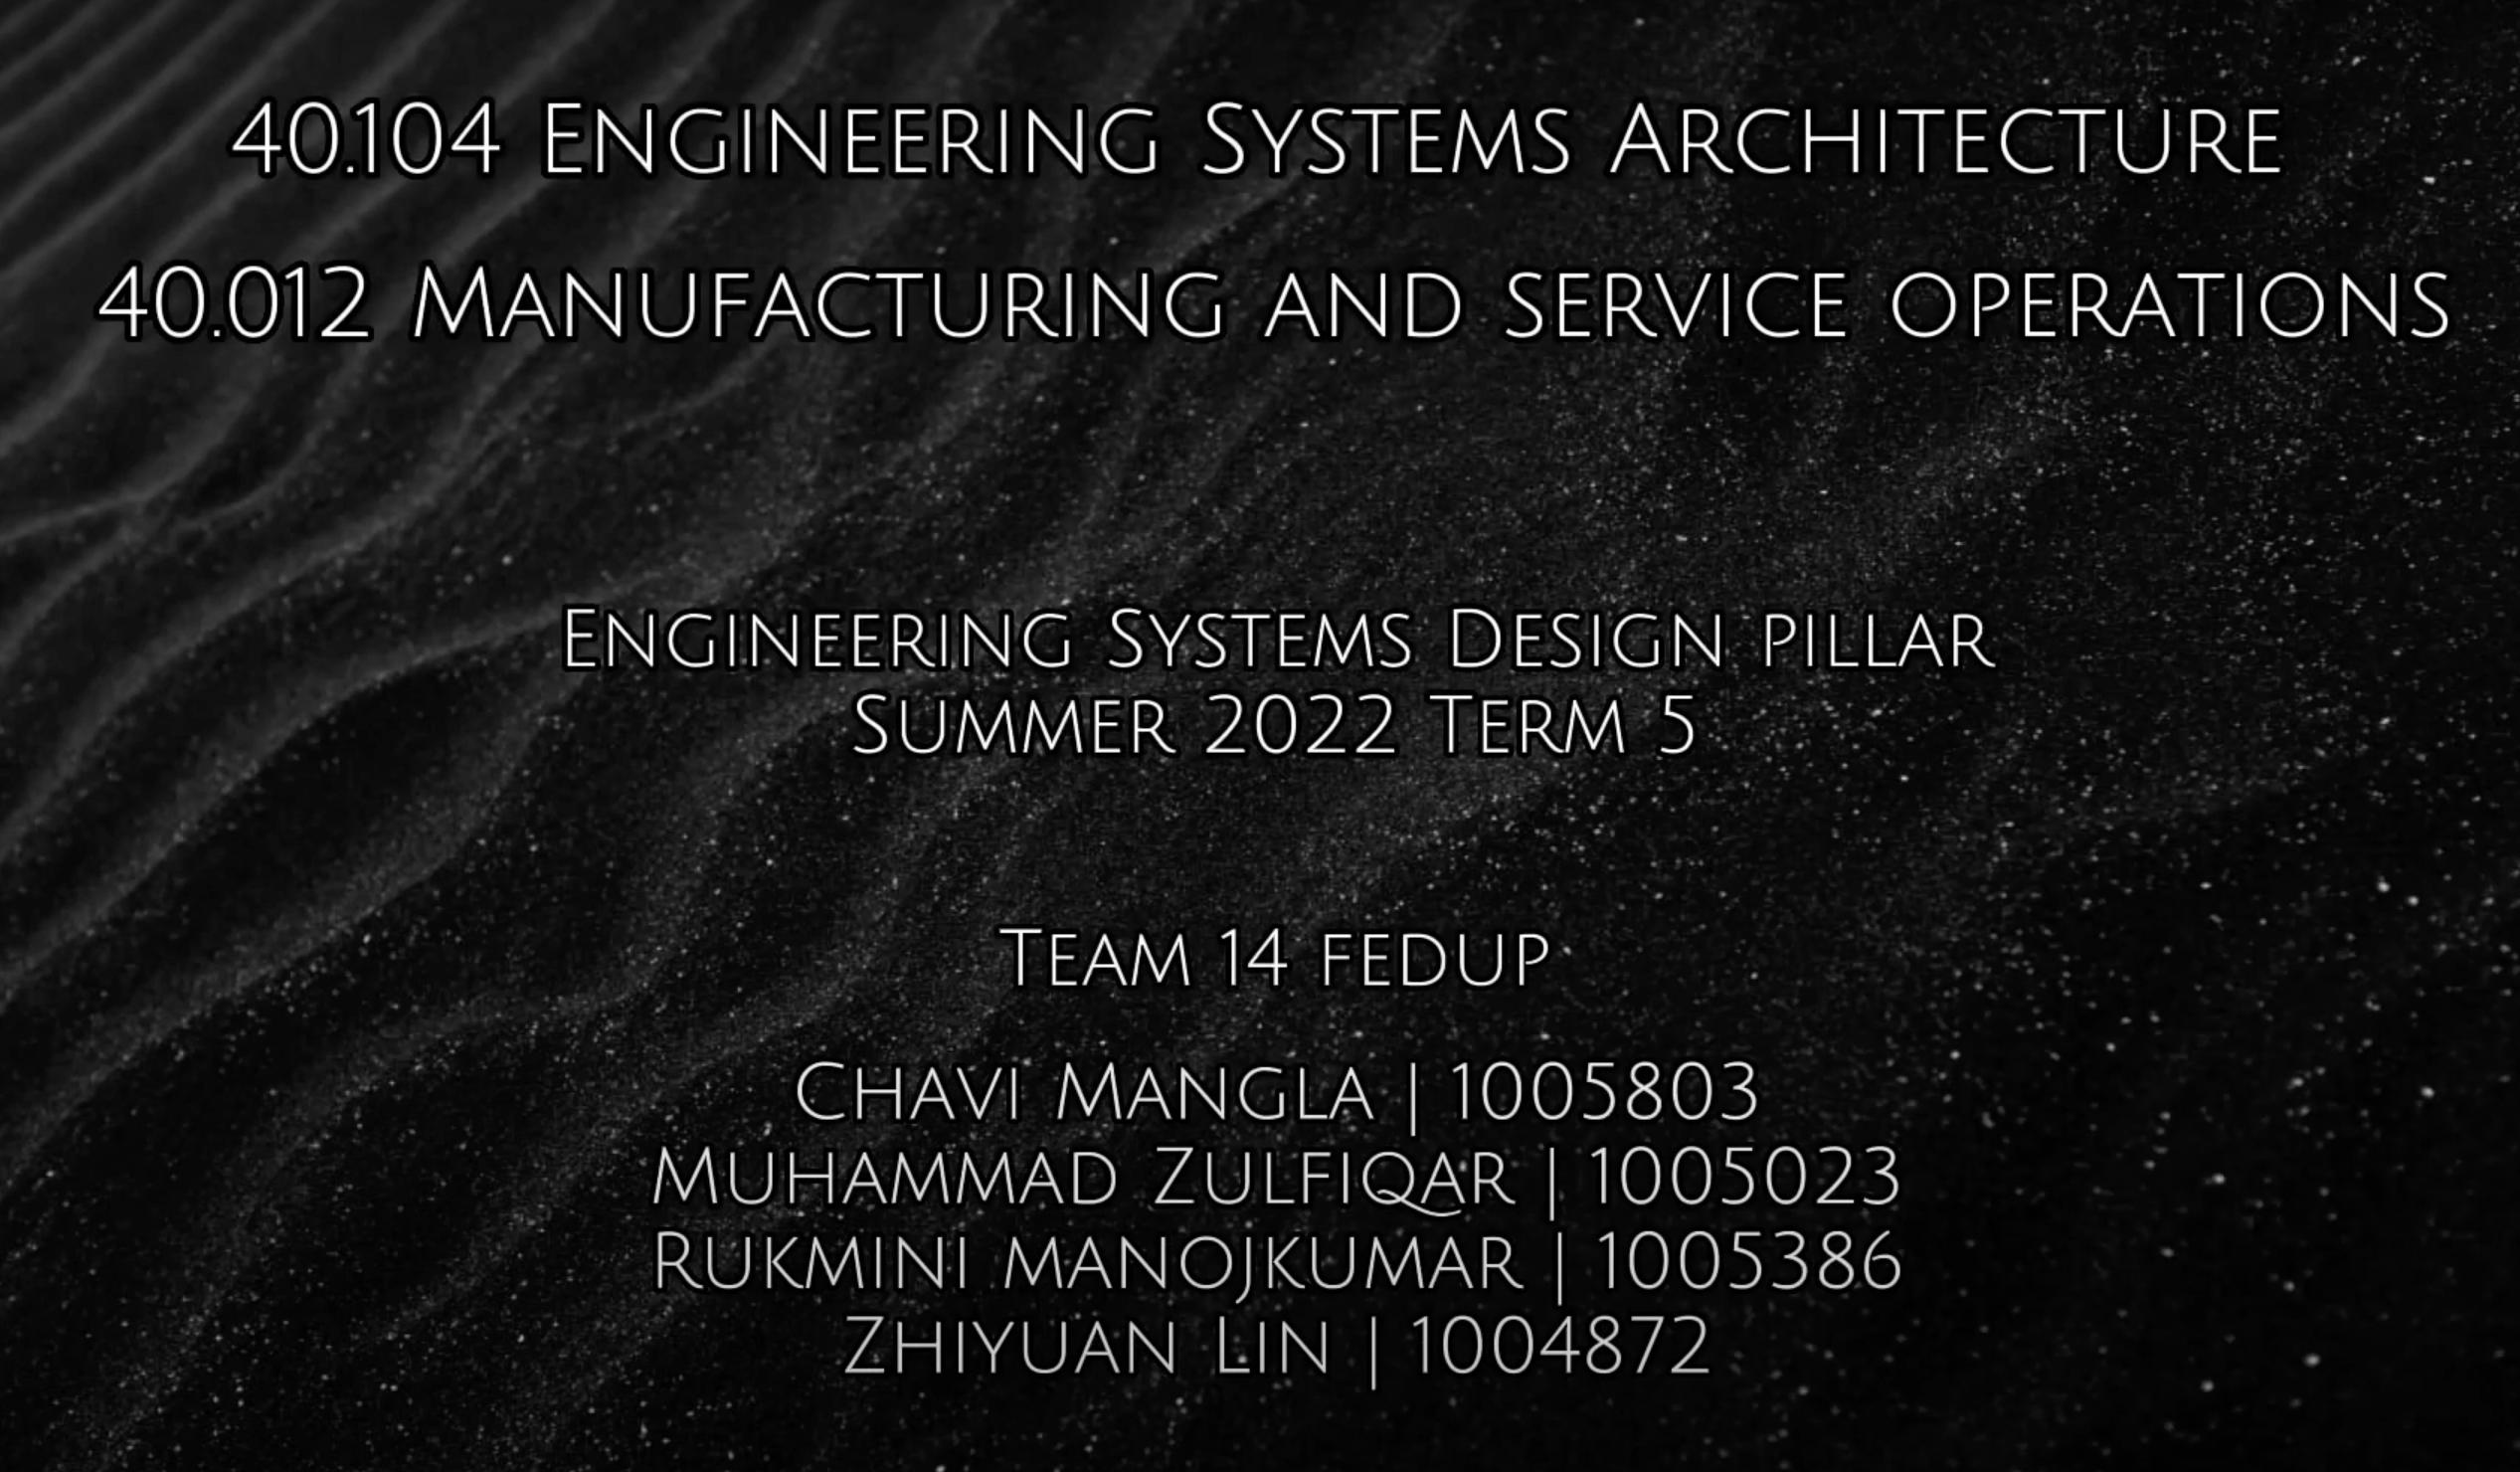 40.104 Engineering Systems Architecture
40.012 Manufacturing and service operations
Engineering Systems Design pillar
Summer 2022 Term 5
Team 14 fedup
Chavi Mangla | 1005803
Muhammad Zulfiqar | 1005023
Rukmini manojkumar | 1005386
Zhiyuan Lin | 1004872